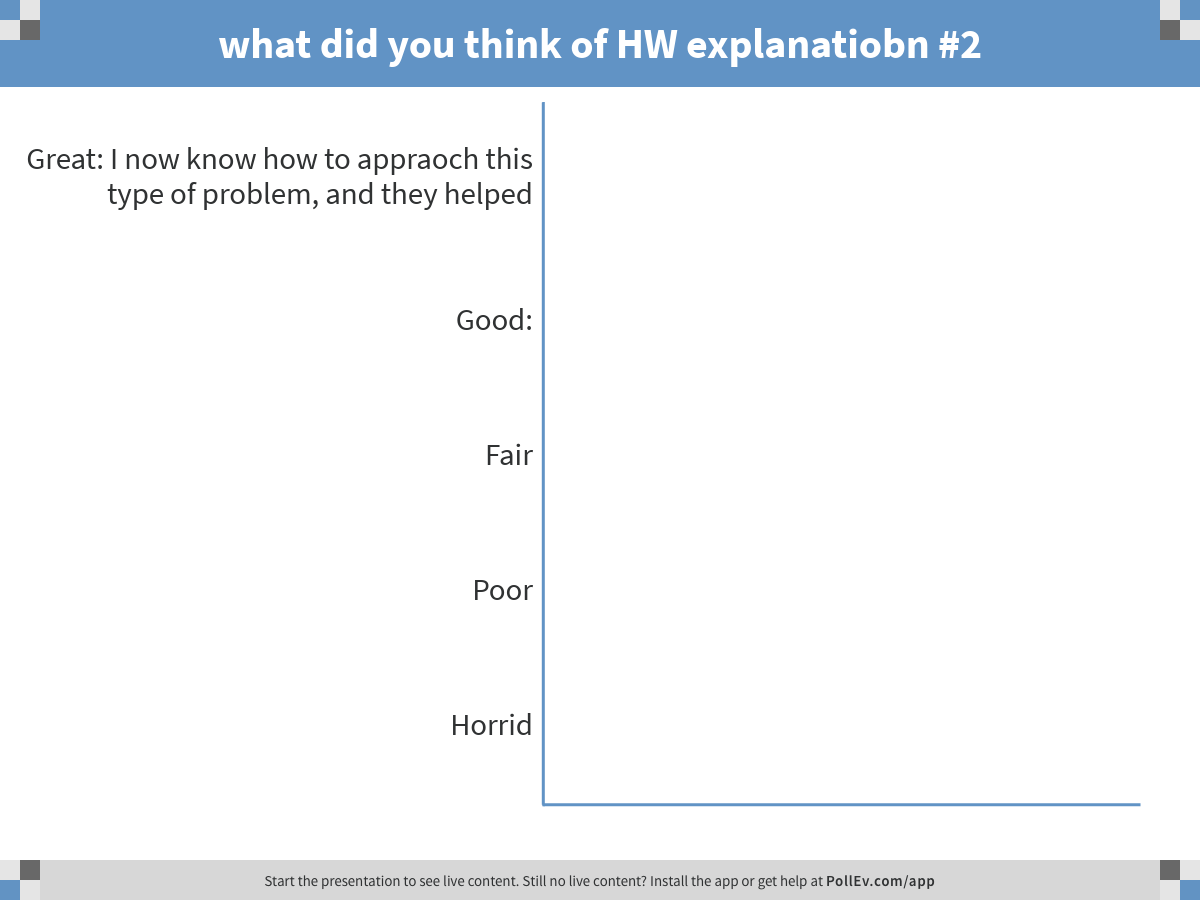 what did you think of HW explanatiobn #2
Great: I now know how to appraoch this
type of problem, and they helped
Good:
Fair
Poor
Horrid
Start the presentation to see live content. Still no live content? Install the app or get help at PollEv.com/app